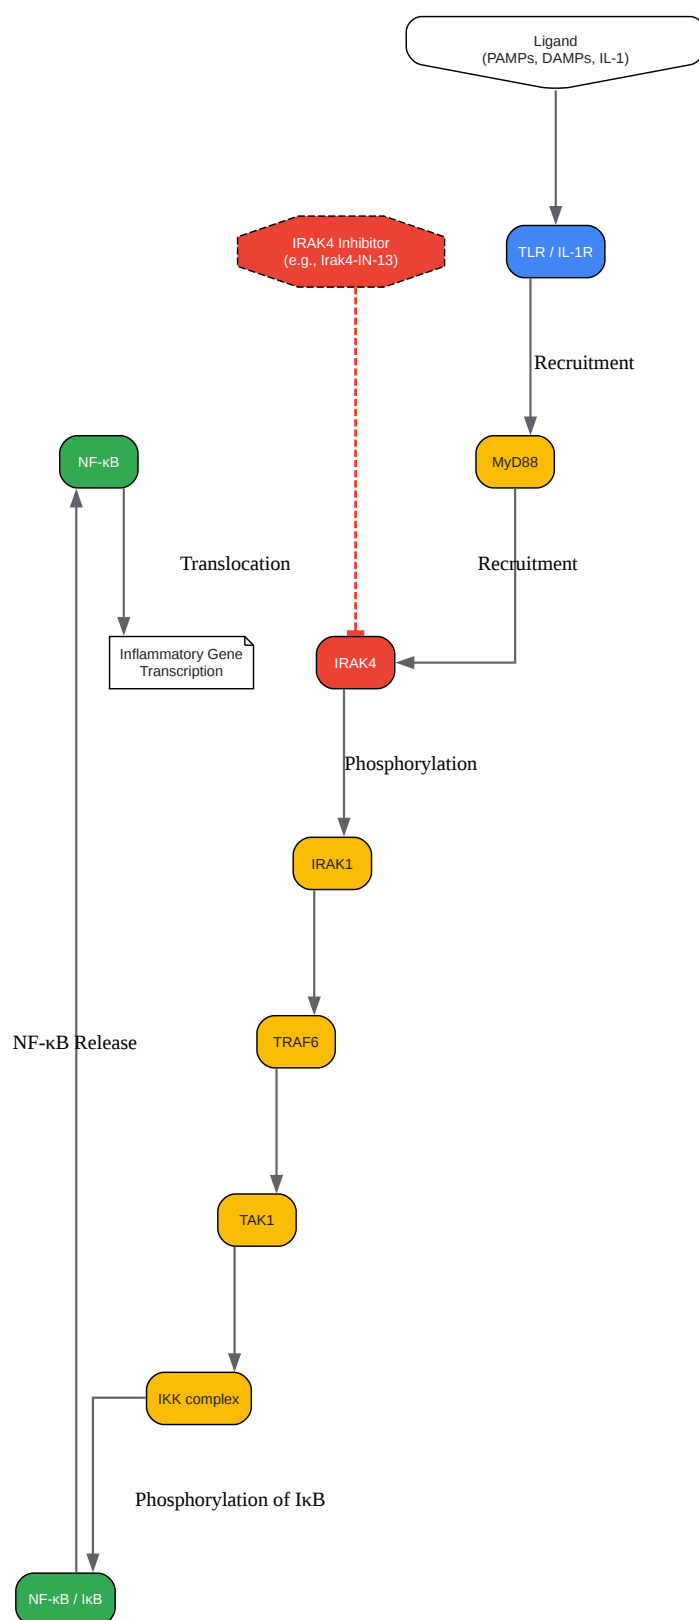 Ligand
(PAMPs, DAMPs, IL-1)
IRAK4 Inhibitor
(e.g., Irak4-IN-13)
TLR / IL-1R
Recruitment
NF-κB
MyD88
Translocation
Recruitment
Inflammatory Gene
Transcription
IRAK4
Phosphorylation
IRAK1
NF-κB Release
TRAF6
TAK1
IKK complex
Phosphorylation of IκB
NF-κB / IκB